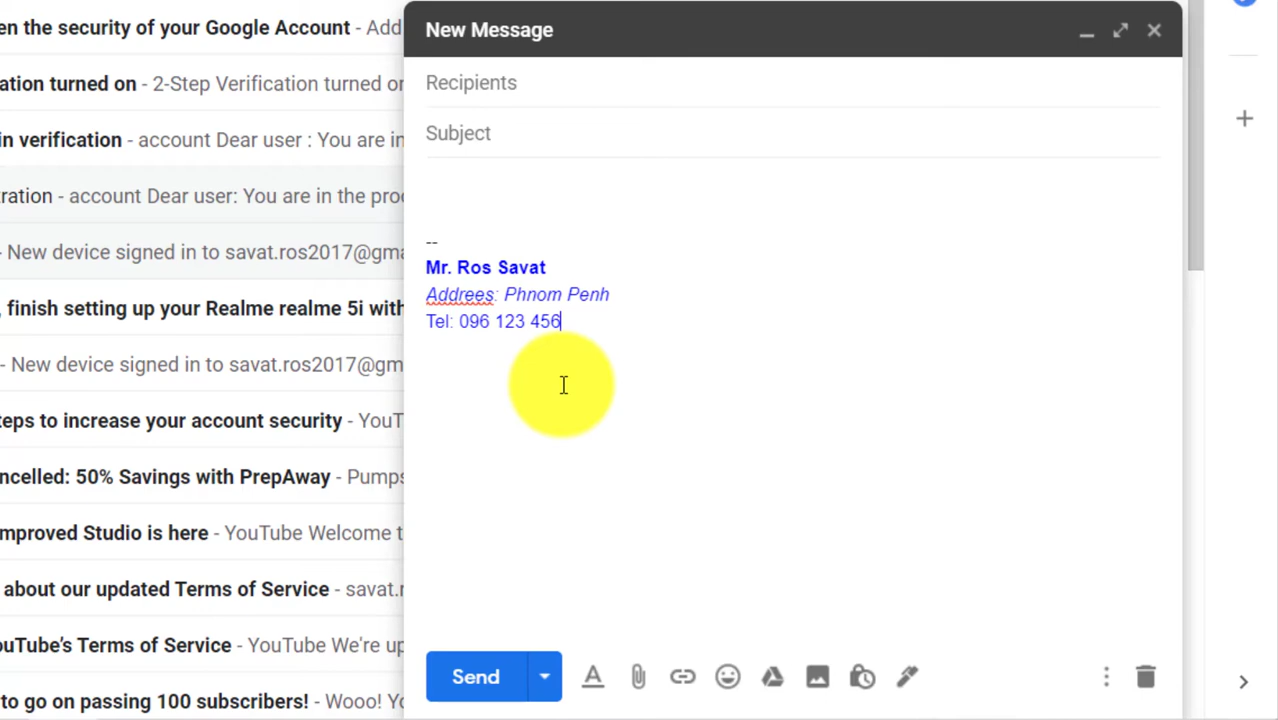 en the security of your Google Account - Add
ation turned on - 2-Step Verification turned or
in verification - account Dear user : You are in
ration - account Dear user: You are in the proc
- New device signed in to savat.ros2017@gma
, finish setting up your Realme realme 5i with
- New device signed in to savat.ros2017@gma
teps to increase your account security - YouT
ncelled: 50% Savings with PrepAway - Pumps
mproved Studio is here - YouTube Welcome t
about our updated Terms of Service - savat.r
ouTube's Terms of Service - YouTube We're up
to go on passing 100 subscribers! - Wooo! Y
New Message
Recipients
Subject
--
Mr. Ros Savat
Addrees: Phnom Penh
Tel: 096 123 456
Send